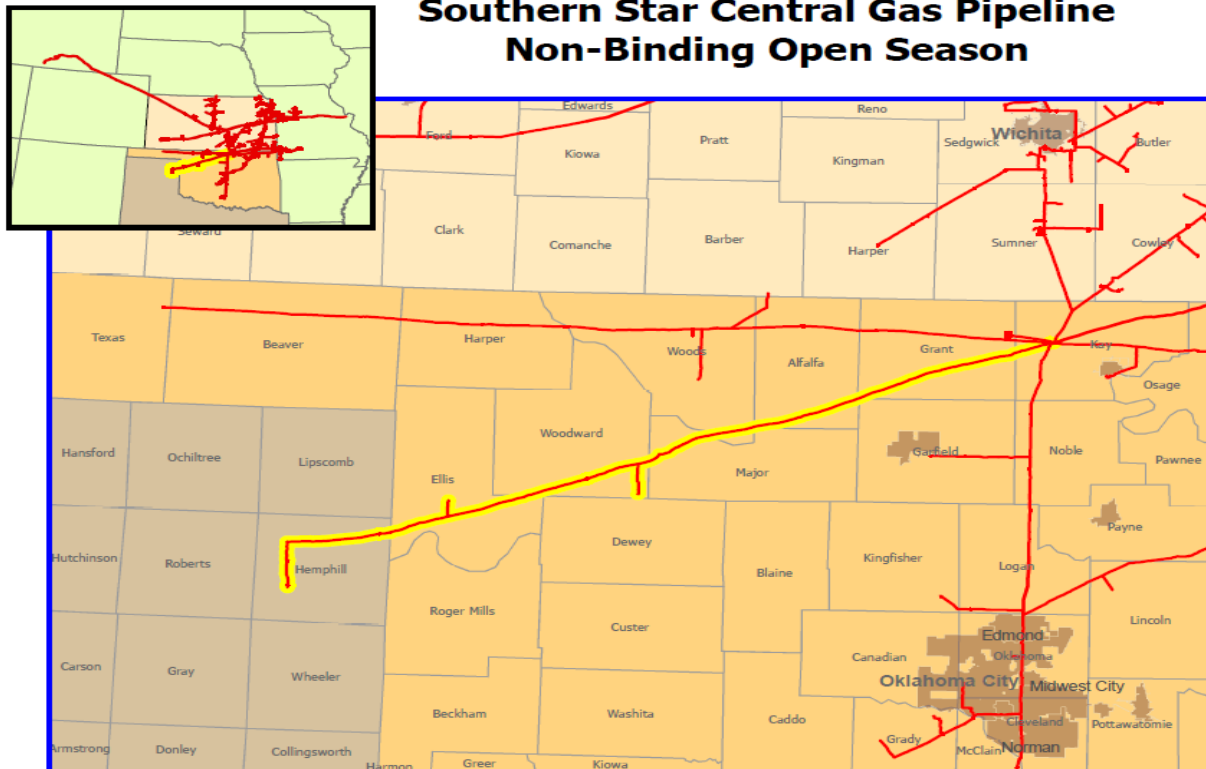 Southern Star Central Gas Pipeline
Non-Binding Open Season
Edwards
Reno
Ford
Kiowa
Pratt
Kingman
Sedgwick
Wichita
Butler
Seward
Clark
Comanche
Barber
Harper
Sumner
Cowley
Texas
Beaver
Harper
Woods
Alfalfa
Grant
Kay
Osage
Hansford
Ochiltree
Lipscomb
Ellis
Woodward
Major
Garfield
Noble
Pawnee
Hutchinson
Roberts
Hemphill
Dewey
Blaine
Kingfisher
Logan
Payne
Roger Mills
Custer
Canadian
Edmond
Oklahoma
Lincoln
Carson
Gray
Wheeler
Oklahoma City
Midwest City
Beckham
Washita
Caddo
Cleveland
Pottawatomie
Armstrong
Donley
Collingsworth
Grady
McClain
Norman
Harmon
Greer
Kiowa